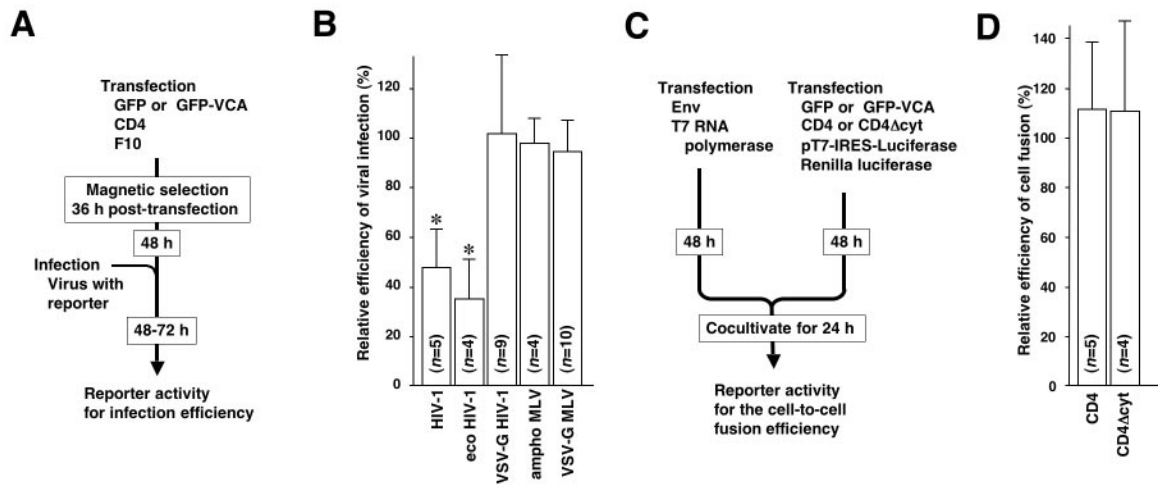 A
Transfection
GFP or GFP-VCA
CD4
F10
Magnetic selection
36 h post-transfection
48 h
Infection
Virus with
reporter
48-72 h
Reporter activity
for infection efficiency
B
Relative efficiency of viral infection (%)
120
100
80
60
40
20
0
*
*
(n=5)
(n=4)
(n=9)
(n=4)
(n=10)
HIV-1
eco HIV-1
VSV-G HIV-1
ampho MLV
VSV-G MLV
C
Transfection
Env
T7 RNA
polymerase
Transfection
GFP or GFP-VCA
CD4 or CD4Δcyt
pT7-IRES-Luciferase
Renilla luciferase
48 h
48 h
Cocultivate for 24 h
Reporter activity
for the cell-to-cell
fusion efficiency
D
Relative efficiency of cell fusion (%)
140
120
100
80
60
40
20
0
(n=5)
(n=4)
CD4
CD4Δcyt